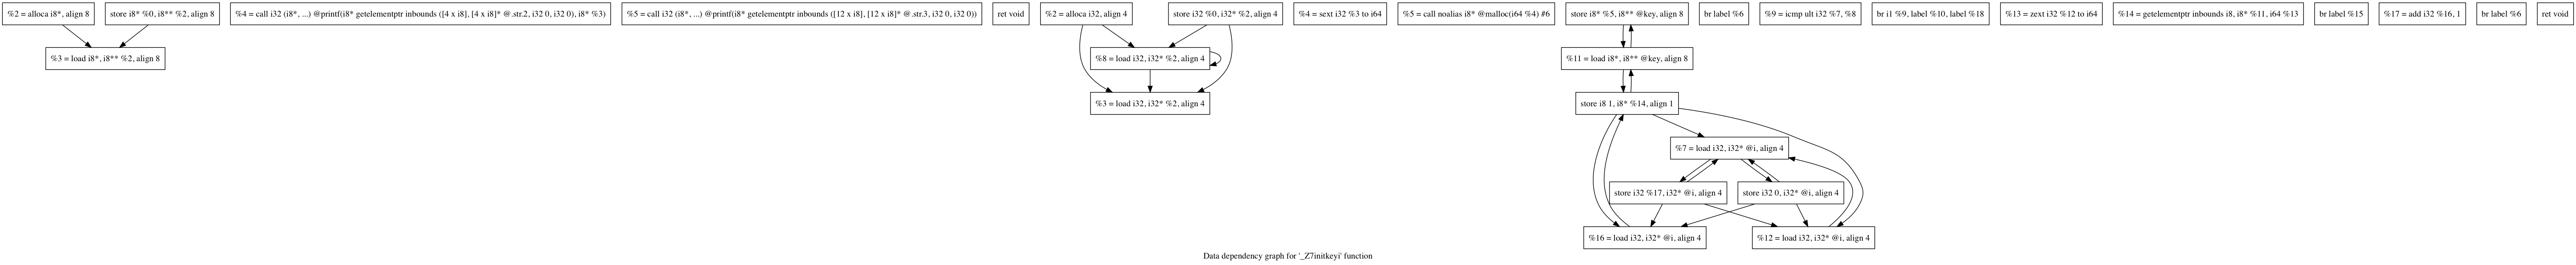 %2 = alloca i8*, align 8
store i8* %0, i8** %2, align 8
%4 = call i32 (i8*, ...) @printf(i8* getelementptr inbounds ([4 x i8], [4 x i8]* @.str.2, i32 0, i32 0), i8* %3)
%5 = call i32 (i8*, ...) @printf(i8* getelementptr inbounds ([12 x i8], [12 x i8]* @.str.3, i32 0, i32 0))
ret void
%2 = alloca i32, align 4
store i32 %0, i32* %2, align 4
%4 = sext i32 %3 to i64
%5 = call noalias i8* @malloc(i64 %4) #6
store i8* %5, i8** @key, align 8
br label %6
%9 = icmp ult i32 %7, %8
br i1 %9, label %10, label %18
%13 = zext i32 %12 to i64
%14 = getelementptr inbounds i8, i8* %11, i64 %13
br label %15
%17 = add i32 %16, 1
br label %6
ret void
%3 = load i8*, i8** %2, align 8
%8 = load i32, i32* %2, align 4
%11 = load i8*, i8** @key, align 8
%3 = load i32, i32* %2, align 4
store i8 1, i8* %14, align 1
%7 = load i32, i32* @i, align 4
store i32 %17, i32* @i, align 4
store i32 0, i32* @i, align 4
%16 = load i32, i32* @i, align 4
%12 = load i32, i32* @i, align 4
Data dependency graph for '_Z7initkeyi' function